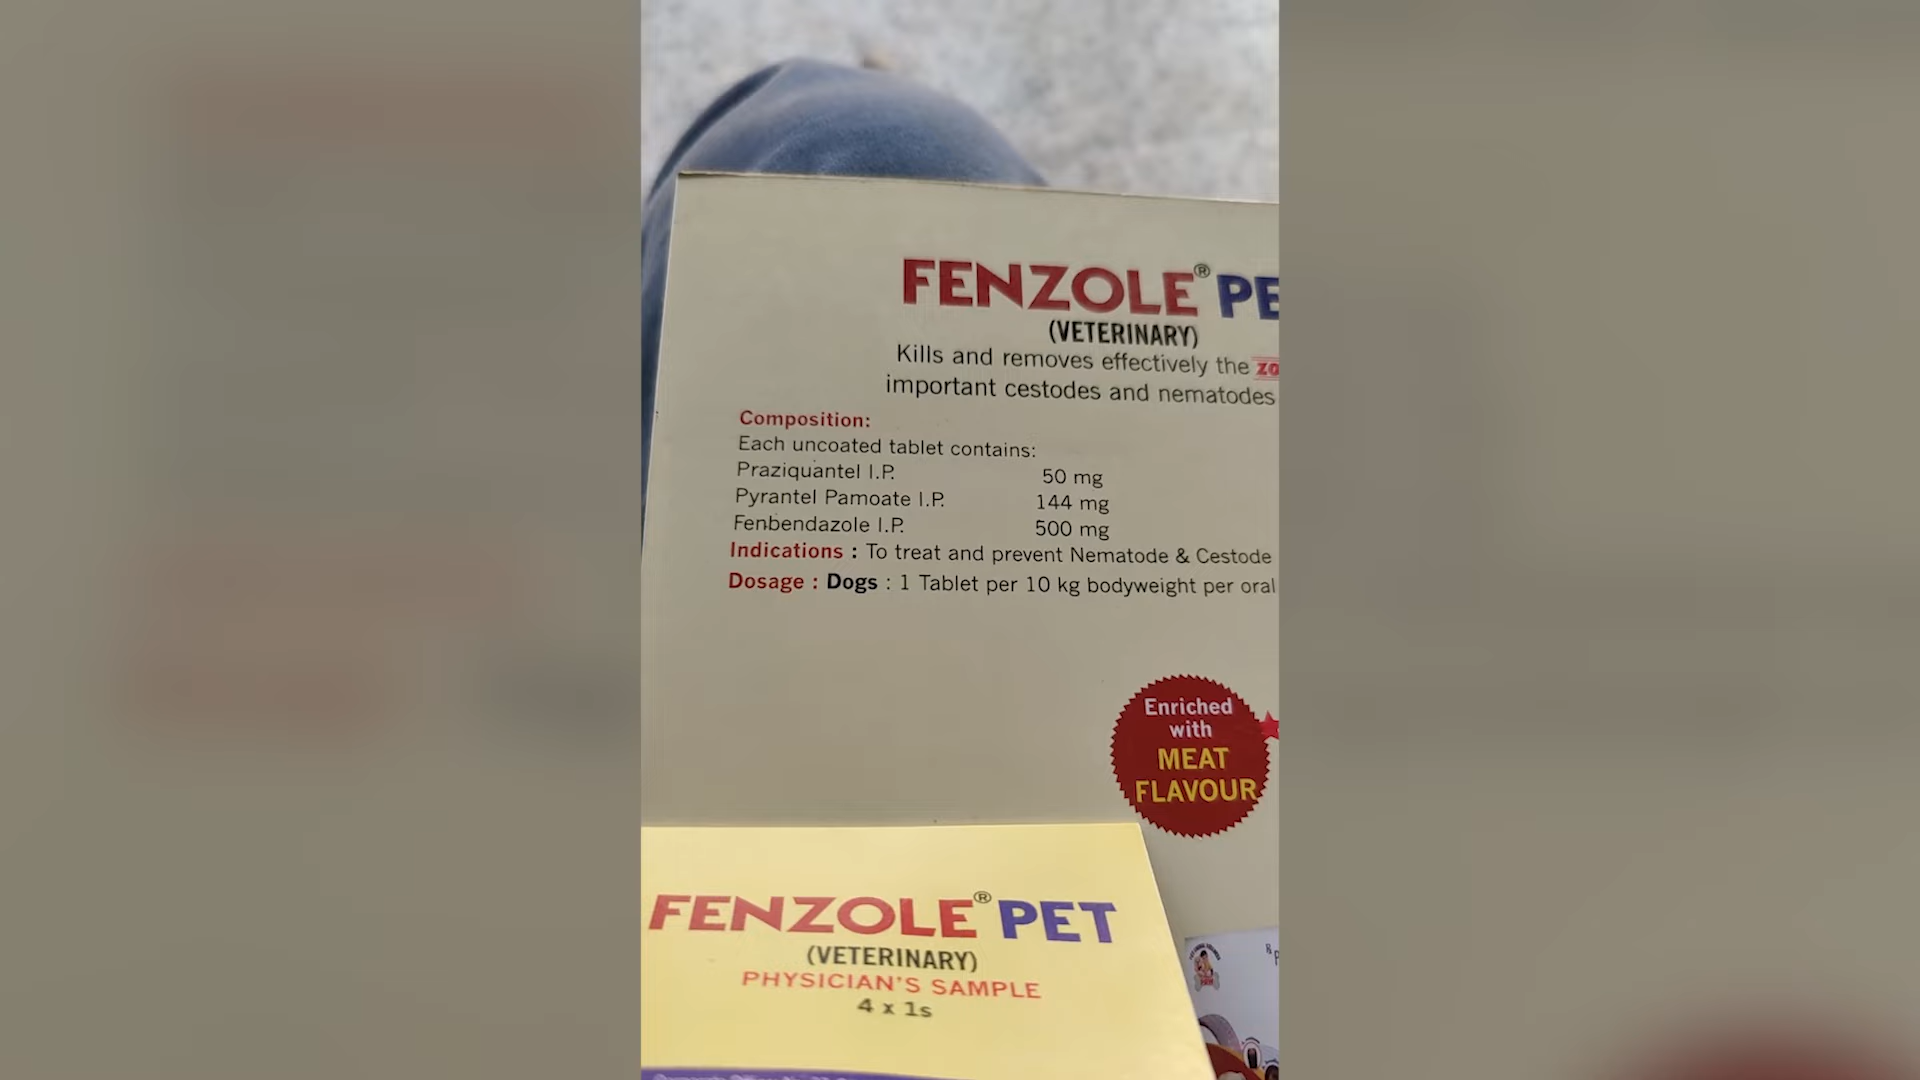 FENZOLE® PE
(VETERINARY)
Kills and removes effectively the ZO
important cestodes and nematodes
Composition:
Each uncoated tablet contains:
Praziquantel I.P. 50 mg
Pyrantel Pamoate I.P. 144 mg
Fenbendazole I.P. 500 mg
Indications : To treat and prevent Nematode & Cestode
Dosage : Dogs : 1 Tablet per 10 kg bodyweight per oral
Enriched
with
MEAT
FLAVOUR
FENZOLE® PET
(VETERINARY)
PHYSICIAN'S SAMPLE
4 x 1s